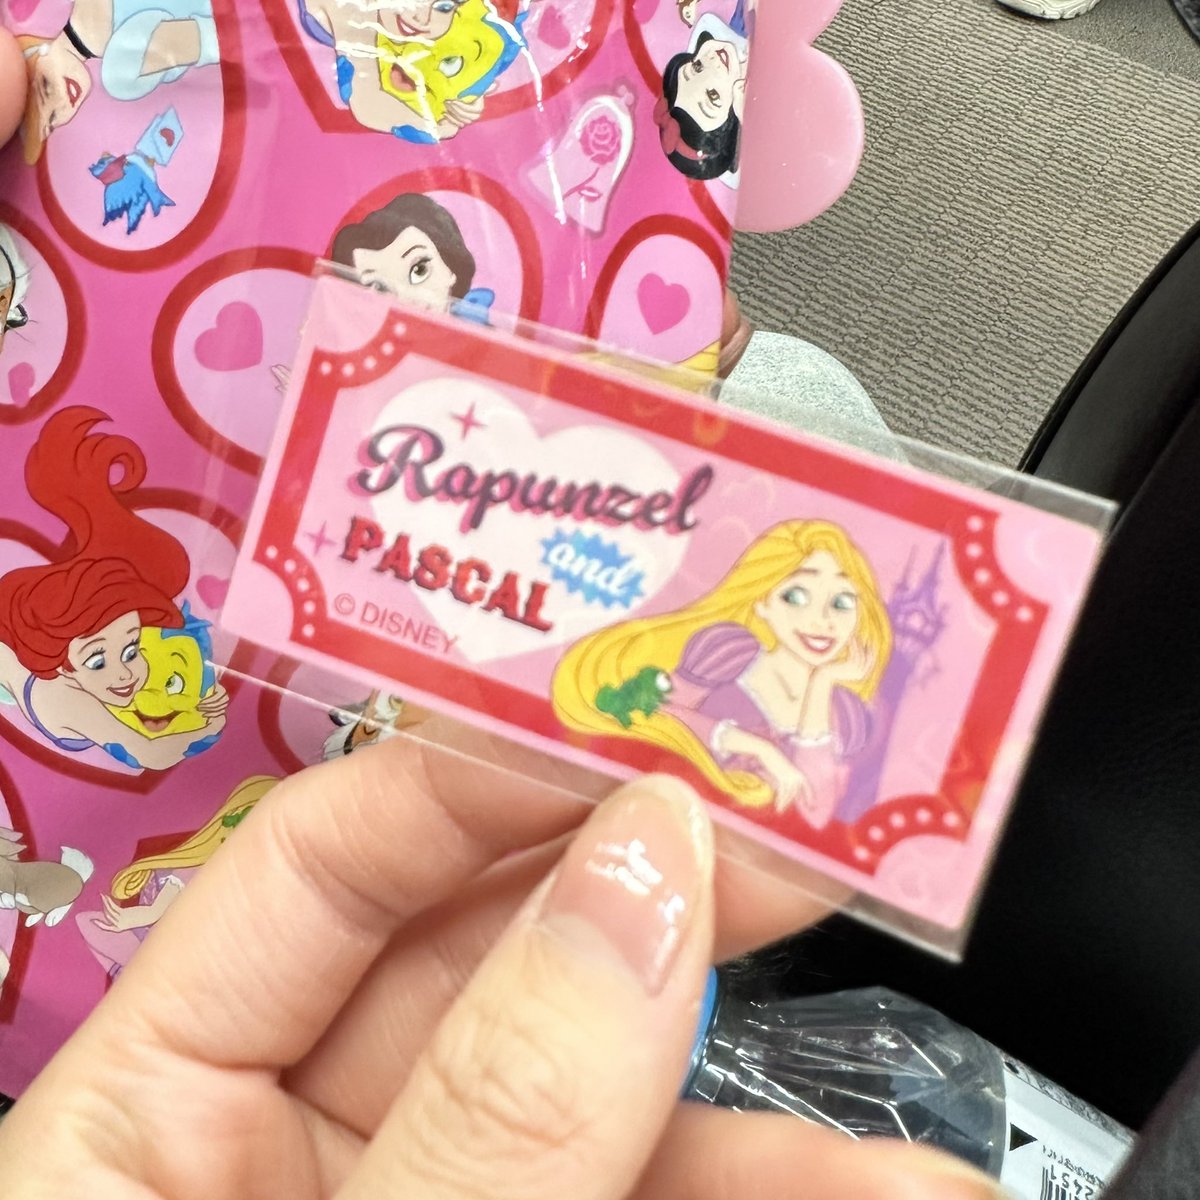 Rapunzel
and
PASCAL
© DISNEY